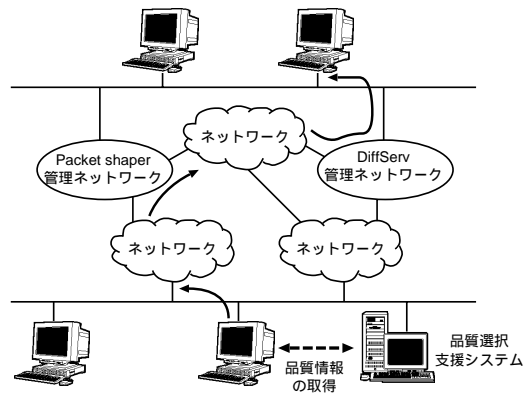 ネットワーク
Packet shaper
管理ネットワーク
DiffServ
管理ネットワーク
ネットワーク
ネットワーク
品質情報
の取得
品質選択
支援システム